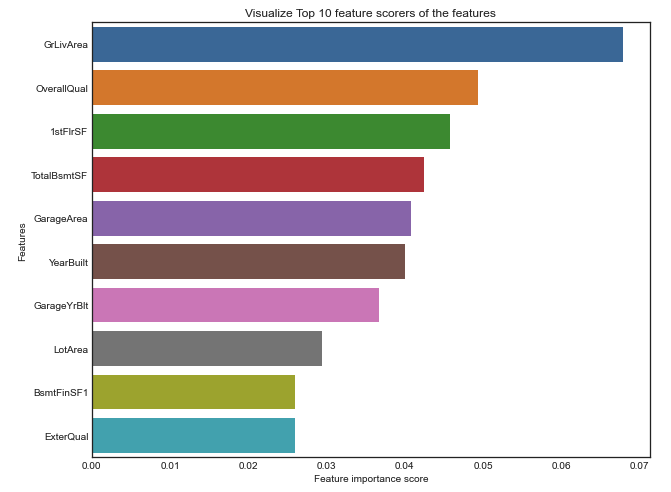 Visualize Top 10 feature scorers of the features
GrLivArea
OverallQual
1stFlrSF
TotalBsmtSF
GarageArea
YearBuilt
GarageYrBlt
LotArea
BsmtFinSF1
ExterQual
Features
0.00 0.01 0.02 0.03 0.04 0.05 0.06 0.07
Feature importance score